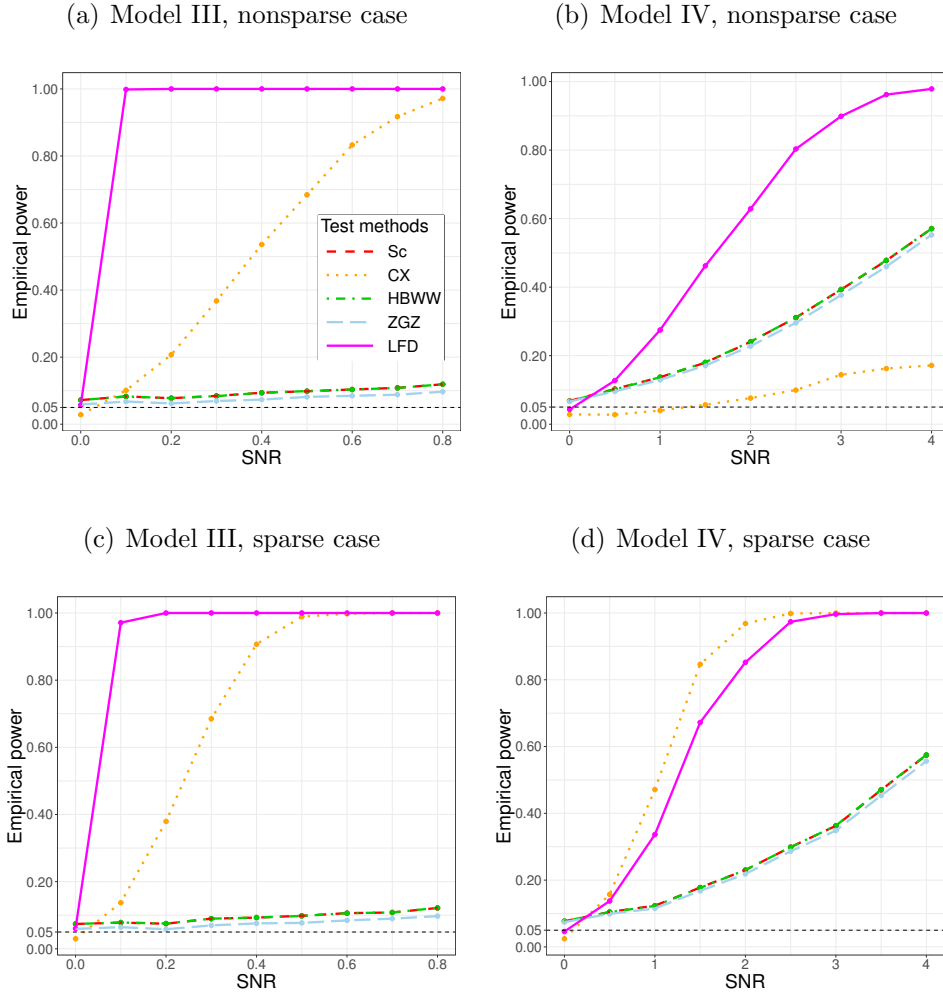 (a) Model III, nonsparse case
(b) Model IV, nonsparse case
Empirical power
1.00
0.80
0.60
0.40
0.20
0.05
0.00
Test methods
Sc
CX
HBWW
ZGZ
LFD
0.0
0.2
0.4
0.6
0.8
SNR
Empirical power
1.00
0.80
0.60
0.40
0.20
0.05
0.00
0
1
2
3
4
SNR
(c) Model III, sparse case
(d) Model IV, sparse case
Empirical power
1.00
0.80
0.60
0.40
0.20
0.05
0.00
0.0
0.2
0.4
0.6
0.8
SNR
Empirical power
1.00
0.80
0.60
0.40
0.20
0.05
0.00
0
1
2
3
4
SNR